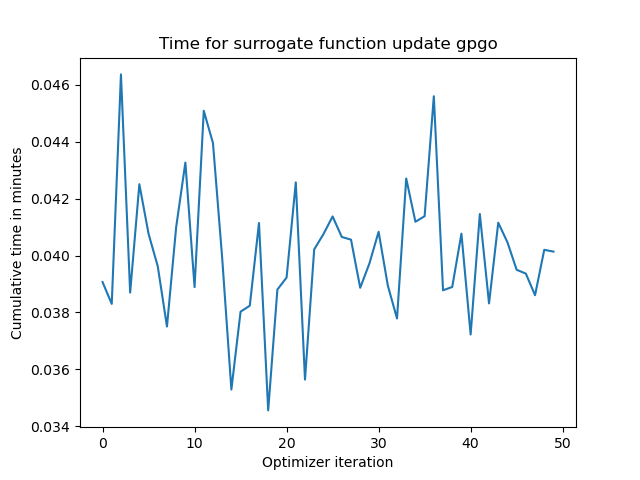 Time for surrogate function update gpgo
Cumulative time in minutes
0.046
0.044
0.042
0.040
0.038
0.036
0.034
0 10 20 30 40 50
Optimizer iteration